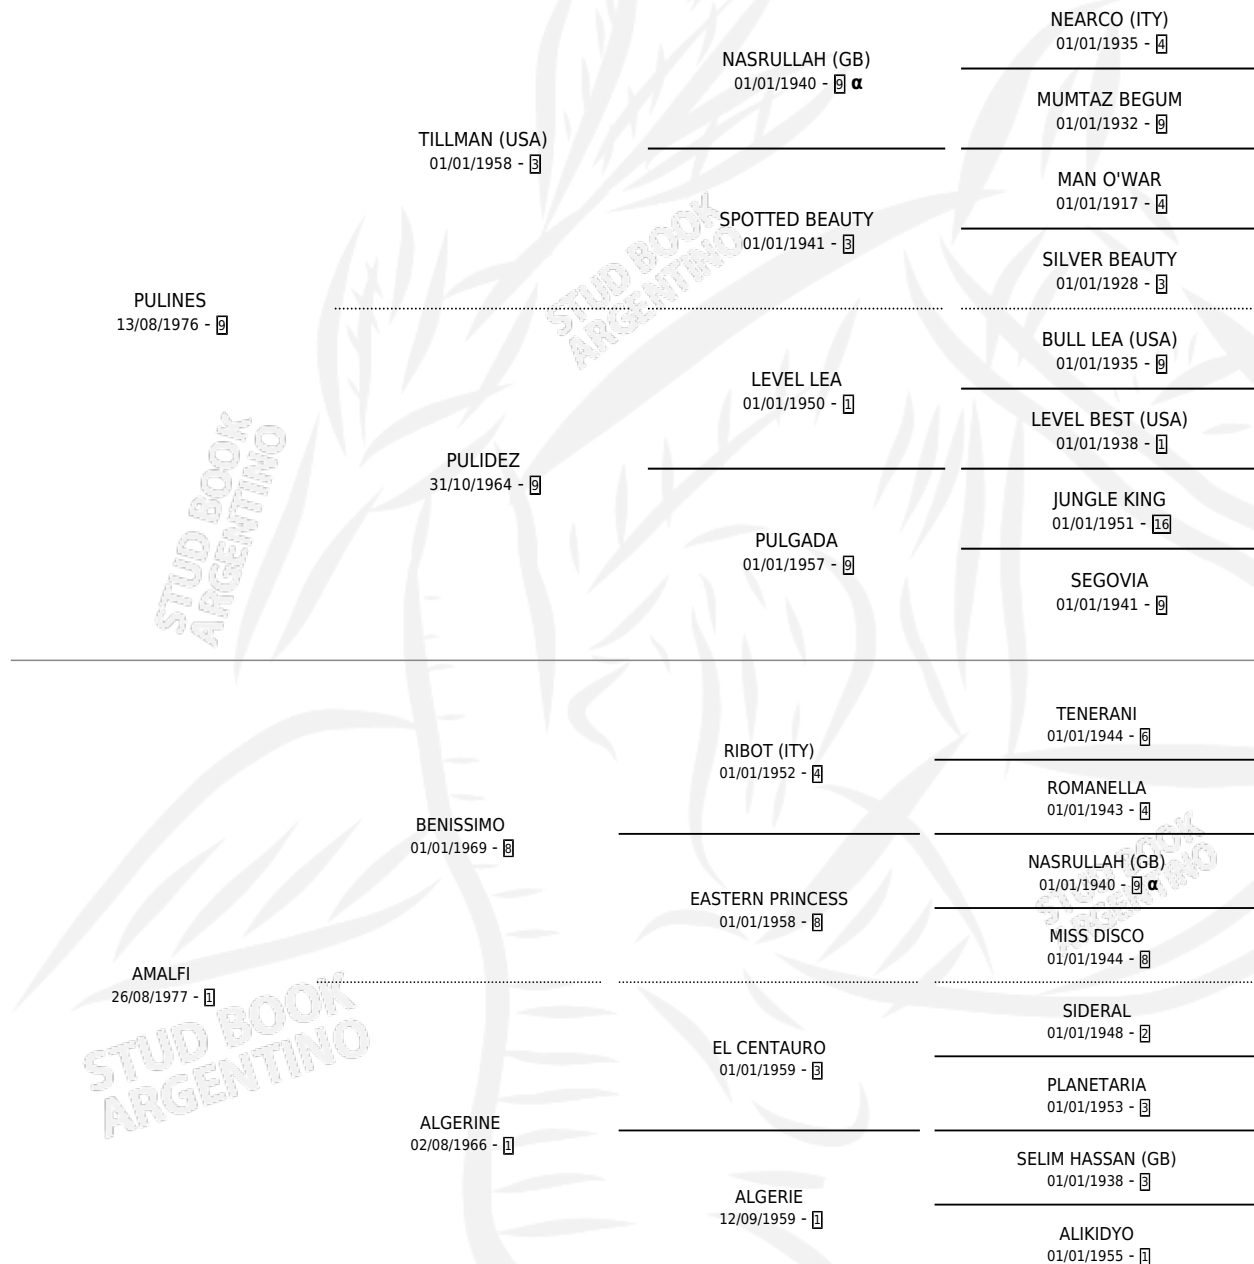 NEARCO (ITY)
01/01/1935 - 4
NASRULLAH (GB)
01/01/1940 - 9 α
MUMTAZ BEGUM
01/01/1932 - 9
TILLMAN (USA)
01/01/1958 - 3
MAN O'WAR
01/01/1917 - 4
SPOTTED BEAUTY
01/01/1941 - 3
SILVER BEAUTY
01/01/1928 - 3
STUD BOOK
ARGENTINO
PULINES
13/08/1976 - 9
BULL LEA (USA)
01/01/1935 - 9
LEVEL LEA
01/01/1950 - 1
LEVEL BEST (USA)
01/01/1938 - 1
PULIDEZ
31/10/1964 - 9
JUNGLE KING
01/01/1951 - 16
PULGADA
01/01/1957 - 9
SEGOVIA
01/01/1941 - 9
STUD BOOK
ARGENTINO
TENERANI
01/01/1944 - 6
RIBOT (ITY)
01/01/1952 - 4
ROMANELLA
01/01/1943 - 4
BENISSIMO
01/01/1969 - 8
NASRULLAH (GB)
01/01/1940 - 9 α
EASTERN PRINCESS
01/01/1958 - 8
MISS DISCO
01/01/1944 - 8
STUD BOOK
ARGENTINO
AMALFI
26/08/1977 - 1
SIDERAL
01/01/1948 - 2
EL CENTAURO
01/01/1959 - 3
PLANETARIA
01/01/1953 - 3
ALGERINE
02/08/1966 - 1
SELIM HASSAN (GB)
01/01/1938 - 3
ALGERIE
12/09/1959 - 1
ALIKIDYO
01/01/1955 - 1
STUD BOOK
ARGENTINO